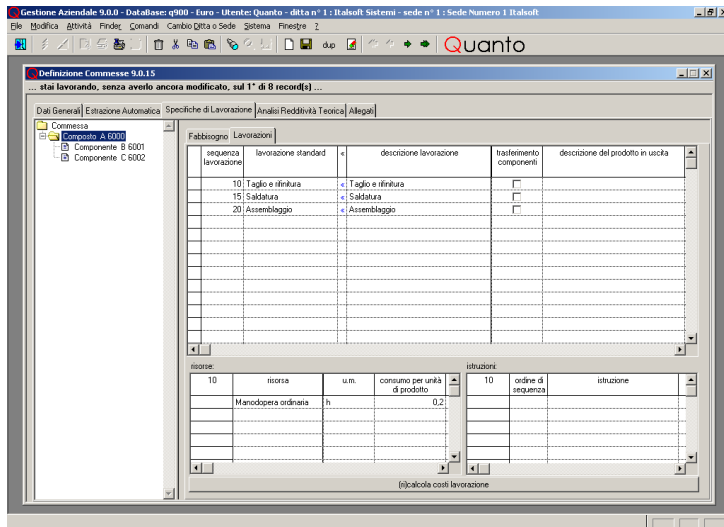 Gestione Aziendale 9.0.0 - DataBase: q900 - Euro - Utente: Quanto - ditta n° 1 : Italsoft Sistemi - sede n° 1 : Sede Numero 1 Italsoft
File Modifica Attività Finder Comandi Cambio Ditta o Sede Sistema Finestre ?
dup Quanto
Definizione Commesse 9.0.15
... stai lavorando, senza averlo ancora modificato, sul 1° di 8 record(s) ...
Dati Generali Estrazione Automatica Specifiche di Lavorazione Analisi Redditività Teorica Allegati
Commessa
Composto A 6000
Componente B 6001
Componente C 6002
Fabbisogno Lavorazioni
sequenza lavorazione standard « descrizione lavorazione trasferimento descrizione del prodotto in uscita
lavorazione componenti
10 Taglio e rifinitura « Taglio e rifinitura
15 Saldatura « Saldatura
20 Assemblaggio « Assemblaggio
risorse: istruzioni:
10 risorsa u.m. consumo per unità 10 ordine di istruzione
di prodotto sequenza
Manodopera ordinaria h 0,2
(ri)calcola costi lavorazione